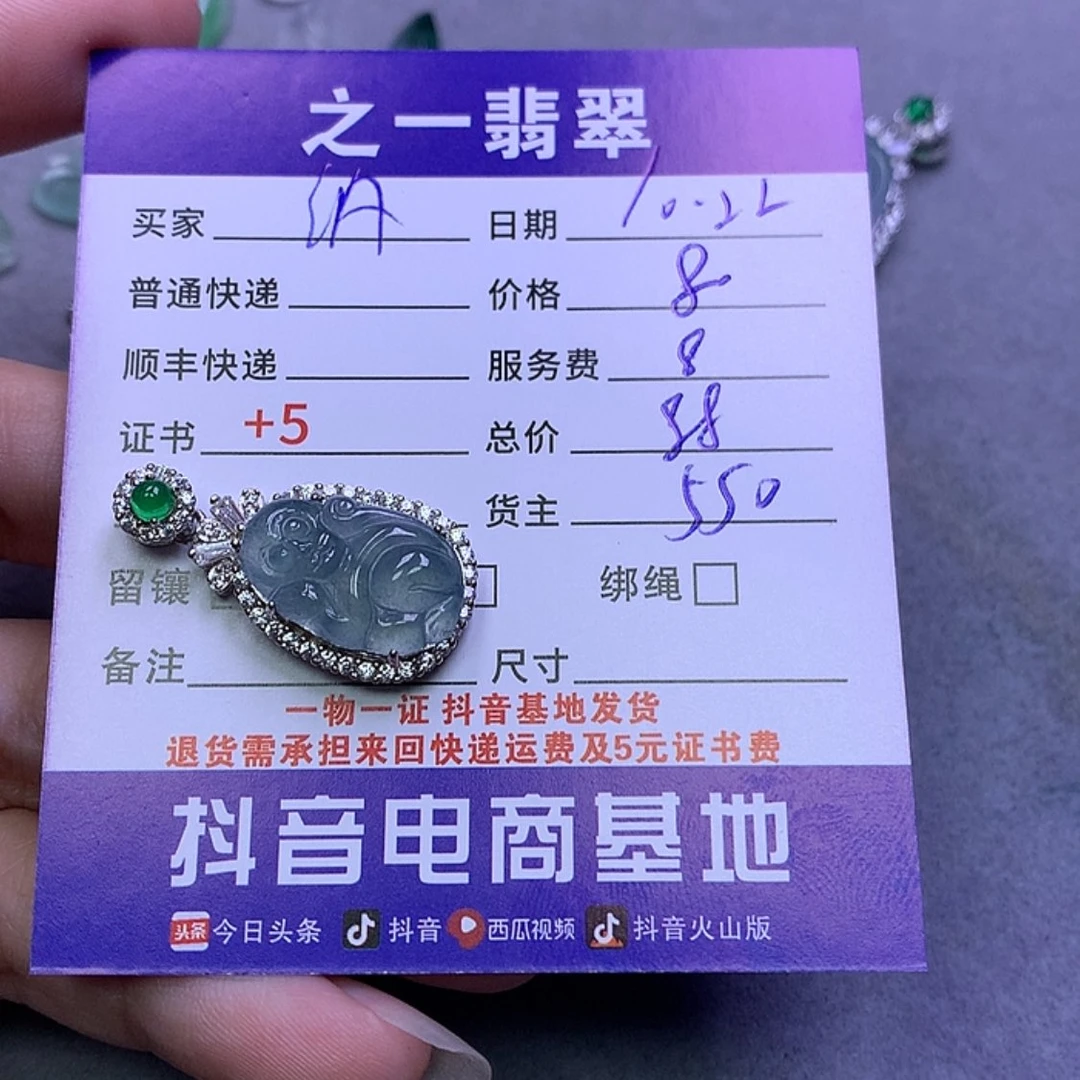 之一翡翠
买家 纳 日期 10.22
普通快递 价格 80
顺丰快递 服务费 8
证书 +5 总价 88
货主 550
留镶 绑绳
备注 尺寸
一物一证 抖音基地发货
退货需承担来回快递运费及5元证书费
抖音电商基地
头条 今日头条 抖音 西瓜视频 抖音火山版